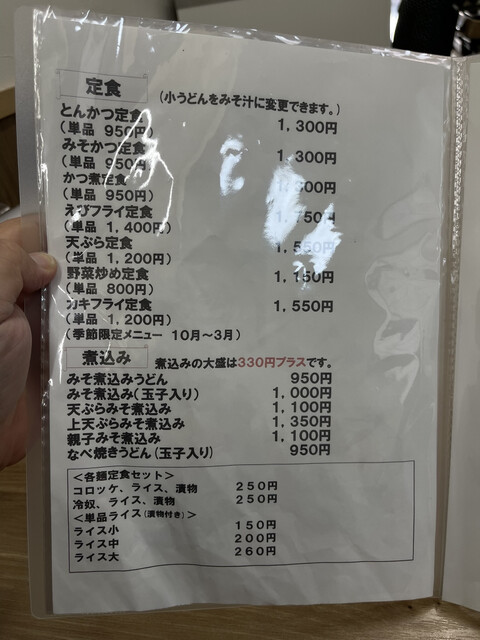 定食
(小うどんをみそ汁に変更できます。)
とんかつ定食 1,300円
(単品 950円)
みそかつ定食 1,300円
(単品 950円)
かつ煮定食 1,300円
(単品 950円)
えびフライ定食 1,750円
(単品 1,400円)
天ぷら定食 1,550円
(単品 1,200円)
野菜炒め定食 1,150円
(単品 800円)
カキフライ定食 1,550円
(単品 1,200円)
(季節限定メニュー 10月～3月)
煮込み 煮込みの大盛は330円プラスです。
みそ煮込みうどん 950円
みそ煮込み(玉子入り) 1,000円
天ぷらみそ煮込み 1,100円
上天ぷらみそ煮込み 1,350円
親子みそ煮込み 1,100円
なべ焼きうどん(玉子入り) 950円
＜各麺定食セット＞
コロッケ、ライス、漬物 250円
冷奴、ライス、漬物 250円
＜単品ライス(漬物付き)＞
ライス小 150円
ライス中 200円
ライス大 260円